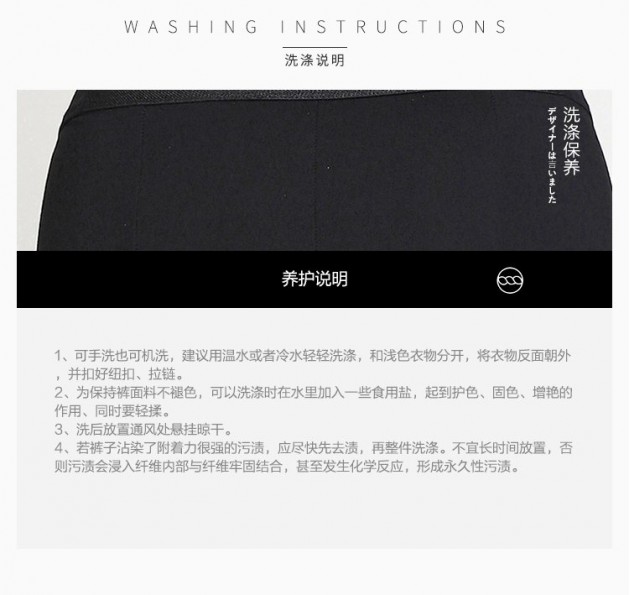 WASHING INSTRUCTIONS
洗涤说明
洗涤保养
デザイナーは言いました
养护说明
1、可手洗也可机洗，建议用温水或者冷水轻轻洗涤，和浅色衣物分开，将衣物反面朝外
，并扣好纽扣、拉链。
2、为保持裤面料不褪色，可以洗涤时在水里加入一些食用盐，起到护色、固色、增艳的
作用、同时要轻揉。
3、洗后放置通风处悬挂晾干。
4、若裤子沾染了附着力很强的污渍，应尽快先去渍，再整件洗涤。不宜长时间放置，否
则污渍会浸入纤维内部与纤维牢固结合，甚至发生化学反应，形成永久性污渍。